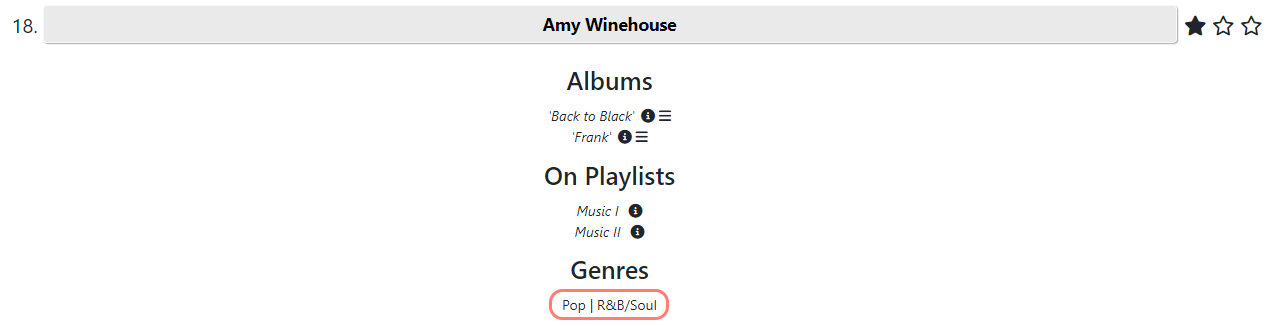 18. Amy Winehouse
Albums
'Back to Black'
'Frank'
On Playlists
Music I
Music II
Genres
Pop | R&B/Soul